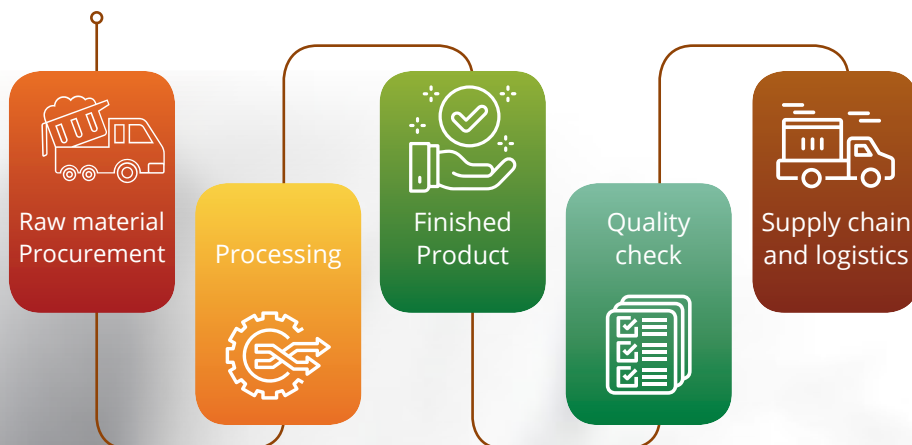 Raw material
Procurement
Processing
Finished
Product
Quality
check
Supply chain
and logistics